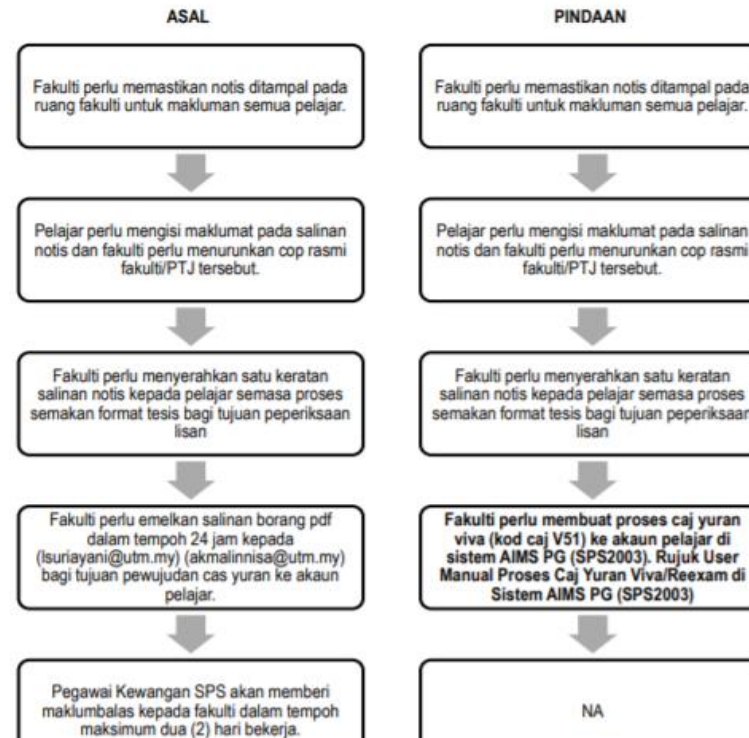 ASAL
Fakulti perlu memastikan notis ditampal pada
ruang fakulti untuk makluman semua pelajar.
Pelajar perlu mengisi maklumat pada salinan
notis dan fakulti perlu menurunkan cop rasmi
fakulti/PTJ tersebut.
Fakulti perlu menyerahkan satu keratan
salinan notis kepada pelajar semasa proses
semakan format tesis bagi tujuan peperiksaan
lisan
Fakulti perlu emelkan salinan borang pdf
dalam tempoh 24 jam kepada
(lsuriayani@utm.my) (akmalinnisa@utm.my)
bagi tujuan pewujudan cas yuran ke akaun
pelajar.
Pegawai Kewangan SPS akan memberi
maklumbalas kepada fakulti dalam tempoh
maksimum dua (2) hari bekerja.
PINDAAN
Fakulti perlu memastikan notis ditampal pada
ruang fakulti untuk makluman semua pelajar.
Pelajar perlu mengisi maklumat pada salinan
notis dan fakulti perlu menurunkan cop rasmi
fakulti/PTJ tersebut.
Fakulti perlu menyerahkan satu keratan
salinan notis kepada pelajar semasa proses
semakan format tesis bagi tujuan peperiksaan
lisan
Fakulti perlu membuat proses caj yuran
viva (kod caj V51) ke akaun pelajar di
sistem AIMS PG (SPS2003). Rujuk User
Manual Proses Caj Yuran Viva/Reexam di
Sistem AIMS PG (SPS2003)
NA